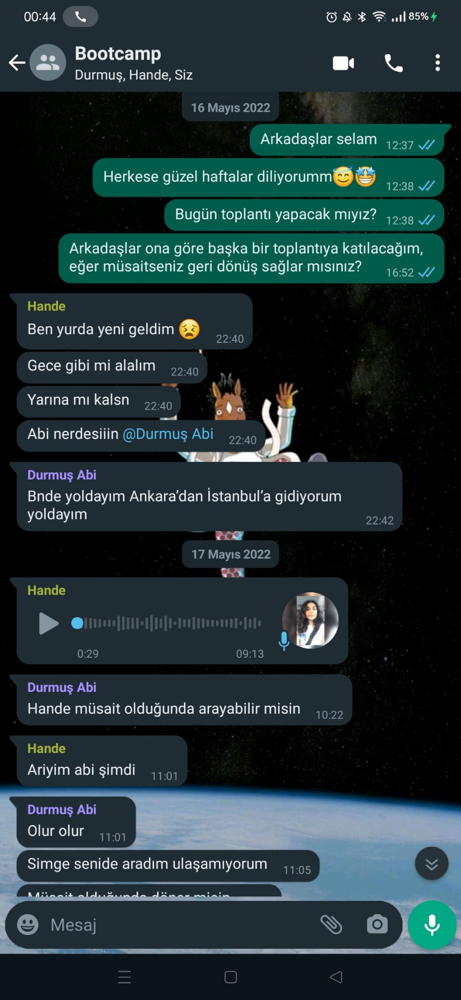 00:44
85%
Bootcamp
Durmuş, Hande, Siz
16 Mayıs 2022
Arkadaşlar selam 12:37
Herkese güzel haftalar diliyorumm😇🤩 12:38
Bugün toplantı yapacak mıyız? 12:38
Arkadaşlar ona göre başka bir toplantıya katılacağım,
eğer müsaitseniz geri dönüş sağlar mısınız? 16:52
Hande
Ben yurda yeni geldim 😣 22:40
Gece gibi mi alalım 22:40
Yarına mı kalsn 22:40
Abi nerdesiiin @Durmuş Abi 22:40
Durmuş Abi
Bnde yoldayım Ankara’dan İstanbul’a gidiyorum
yoldayım 22:42
17 Mayıs 2022
Hande
0:29 09:13
Durmuş Abi
Hande müsait olduğunda arayabilir misin 10:22
Hande
Ariyim abi şimdi 11:01
Durmuş Abi
Olur olur 11:01
Simge senide aradım ulaşamıyorum 11:05
Müsait olduğunda döner misin
Mesaj